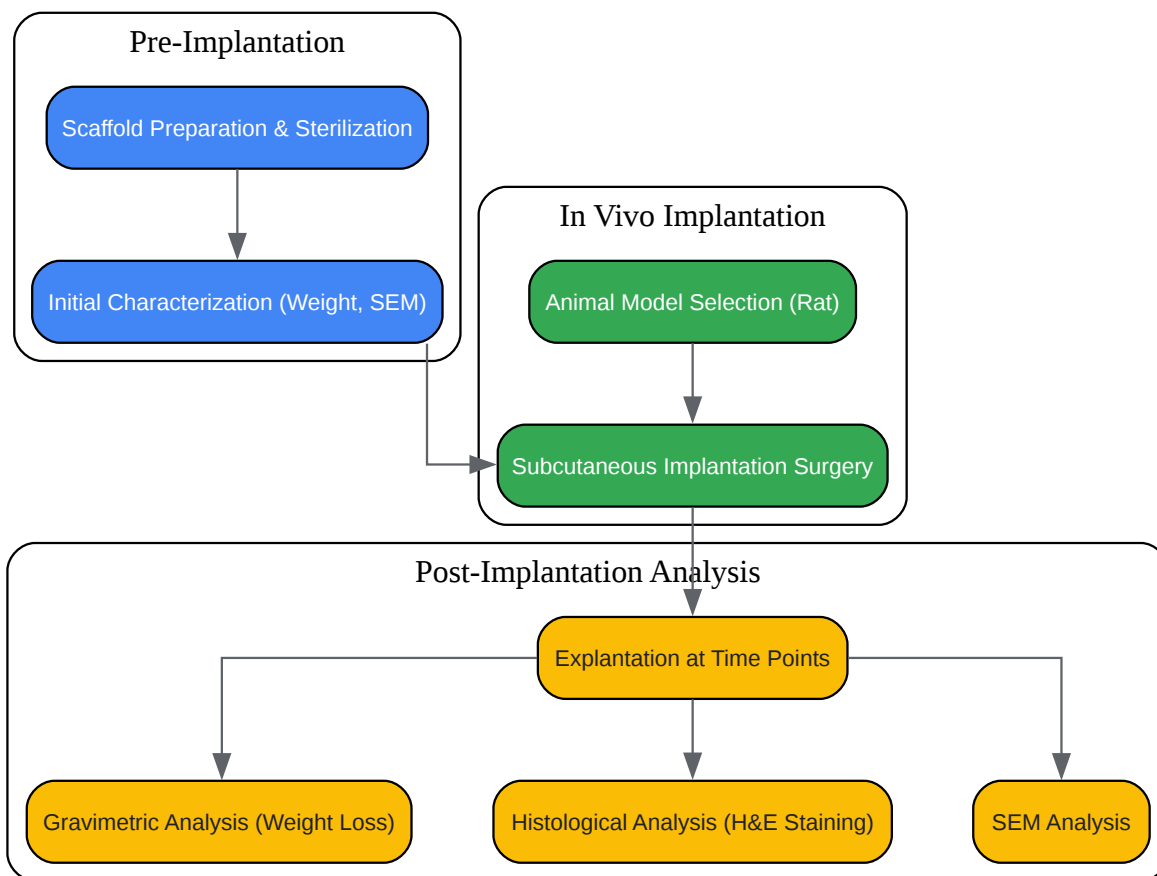 Pre-Implantation
Scaffold Preparation & Sterilization
Initial Characterization (Weight, SEM)
In Vivo Implantation
Animal Model Selection (Rat)
Subcutaneous Implantation Surgery
Post-Implantation Analysis
Explantation at Time Points
Gravimetric Analysis (Weight Loss)
Histological Analysis (H&E Staining)
SEM Analysis